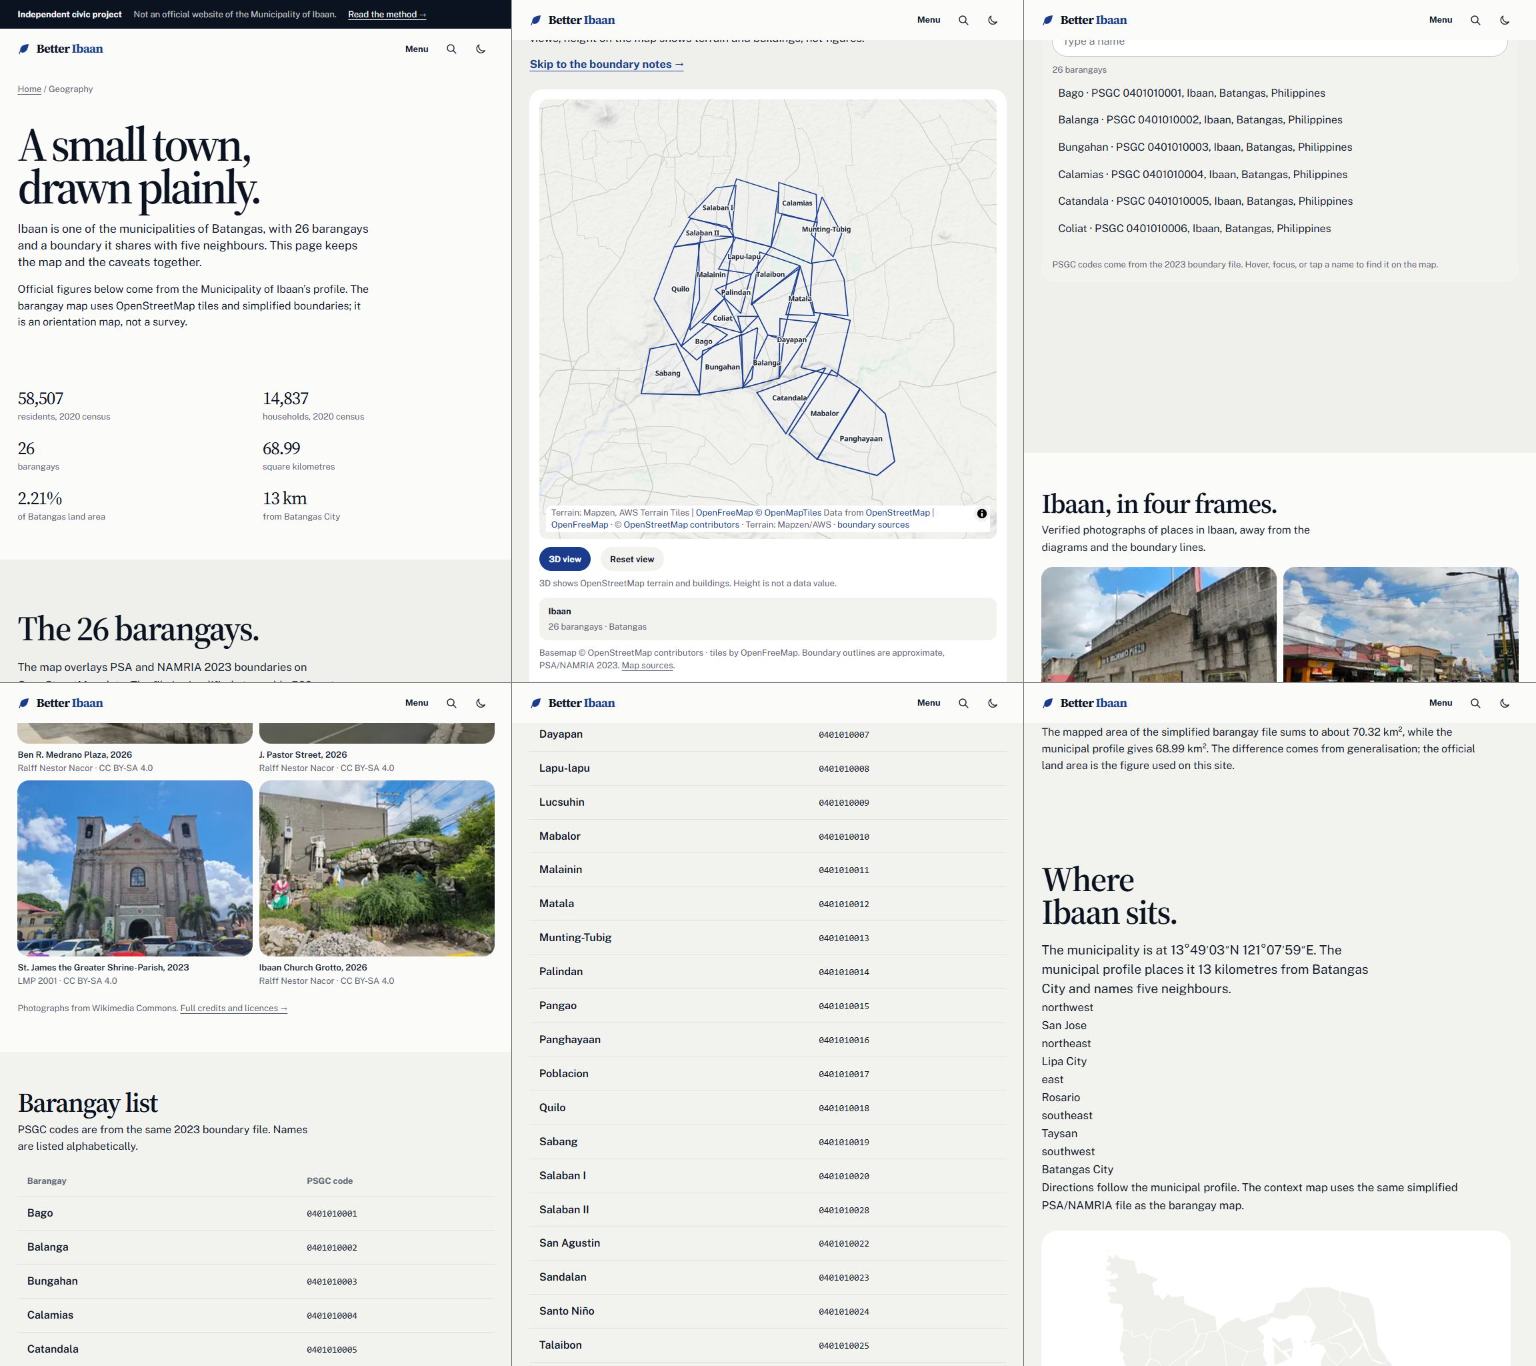 Independent civic project Not an official website of the Municipality of Ibaan. Read the method →
Better Ibaan Menu
Home / Geography
A small town,
drawn plainly.
Ibaan is one of the municipalities of Batangas, with 26 barangays
and a boundary it shares with five neighbours. This page keeps
the map and the caveats together.
Official figures below come from the Municipality of Ibaan's profile. The
barangay map uses OpenStreetMap tiles and simplified boundaries; it
is an orientation map, not a survey.
58,507
residents, 2020 census
14,837
households, 2020 census
26
barangays
68.99
square kilometres
2.21%
of Batangas land area
13 km
from Batangas City
The 26 barangays.
The map overlays PSA and NAMRIA 2023 boundaries on
Better Ibaan Menu
views, height on the map shows terrain and buildings, not figures.
Skip to the boundary notes →
Salaban I
Calamias
Salaban II
Munting-Tubig
Lapu-lapu
Malainin
Talaibon
Quilo
Palindan
Matala
Coliat
Bago
Dayapan
Sabang
Bungahan
Balanga
Catandala
Mabalor
Panghayaan
Terrain: Mapzen, AWS Terrain Tiles | OpenFreeMap © OpenMapTiles Data from OpenStreetMap |
OpenFreeMap · © OpenStreetMap contributors · Terrain: Mapzen/AWS · boundary sources
3D view Reset view
3D shows OpenStreetMap terrain and buildings. Height is not a data value.
Ibaan
26 barangays · Batangas
Basemap © OpenStreetMap contributors · tiles by OpenFreeMap. Boundary outlines are approximate,
PSA/NAMRIA 2023. Map sources.
Better Ibaan Menu
Type a name
26 barangays
Bago · PSGC 0401010001, Ibaan, Batangas, Philippines
Balanga · PSGC 0401010002, Ibaan, Batangas, Philippines
Bungahan · PSGC 0401010003, Ibaan, Batangas, Philippines
Calamias · PSGC 0401010004, Ibaan, Batangas, Philippines
Catandala · PSGC 0401010005, Ibaan, Batangas, Philippines
Coliat · PSGC 0401010006, Ibaan, Batangas, Philippines
PSGC codes come from the 2023 boundary file. Hover, focus, or tap a name to find it on the map.
Ibaan, in four frames.
Verified photographs of places in Ibaan, away from the
diagrams and the boundary lines.
Better Ibaan Menu
Ben R. Medrano Plaza, 2026
Ralff Nestor Nacor · CC BY-SA 4.0
J. Pastor Street, 2026
Ralff Nestor Nacor · CC BY-SA 4.0
St. James the Greater Shrine-Parish, 2023
LMP 2001 · CC BY-SA 4.0
Ibaan Church Grotto, 2026
Ralff Nestor Nacor · CC BY-SA 4.0
Photographs from Wikimedia Commons. Full credits and licences →
Barangay list
PSGC codes are from the same 2023 boundary file. Names
are listed alphabetically.
Barangay PSGC code
Bago 0401010001
Balanga 0401010002
Bungahan 0401010003
Calamias 0401010004
Catandala 0401010005
Better Ibaan Menu
Dayapan 0401010007
Lapu-lapu 0401010008
Lucsuhin 0401010009
Mabalor 0401010010
Malainin 0401010011
Matala 0401010012
Munting-Tubig 0401010013
Palindan 0401010014
Pangao 0401010015
Panghayaan 0401010016
Poblacion 0401010017
Quilo 0401010018
Sabang 0401010019
Salaban I 0401010020
Salaban II 0401010028
San Agustin 0401010022
Sandalan 0401010023
Santo Niño 0401010024
Talaibon 0401010025
Better Ibaan Menu
The mapped area of the simplified barangay file sums to about 70.32 km², while the
municipal profile gives 68.99 km². The difference comes from generalisation; the official
land area is the figure used on this site.
Where
Ibaan sits.
The municipality is at 13°49′03″N 121°07′59″E. The
municipal profile places it 13 kilometres from Batangas
City and names five neighbours.
northwest
San Jose
northeast
Lipa City
east
Rosario
southeast
Taysan
southwest
Batangas City
Directions follow the municipal profile. The context map uses the same simplified
PSA/NAMRIA file as the barangay map.